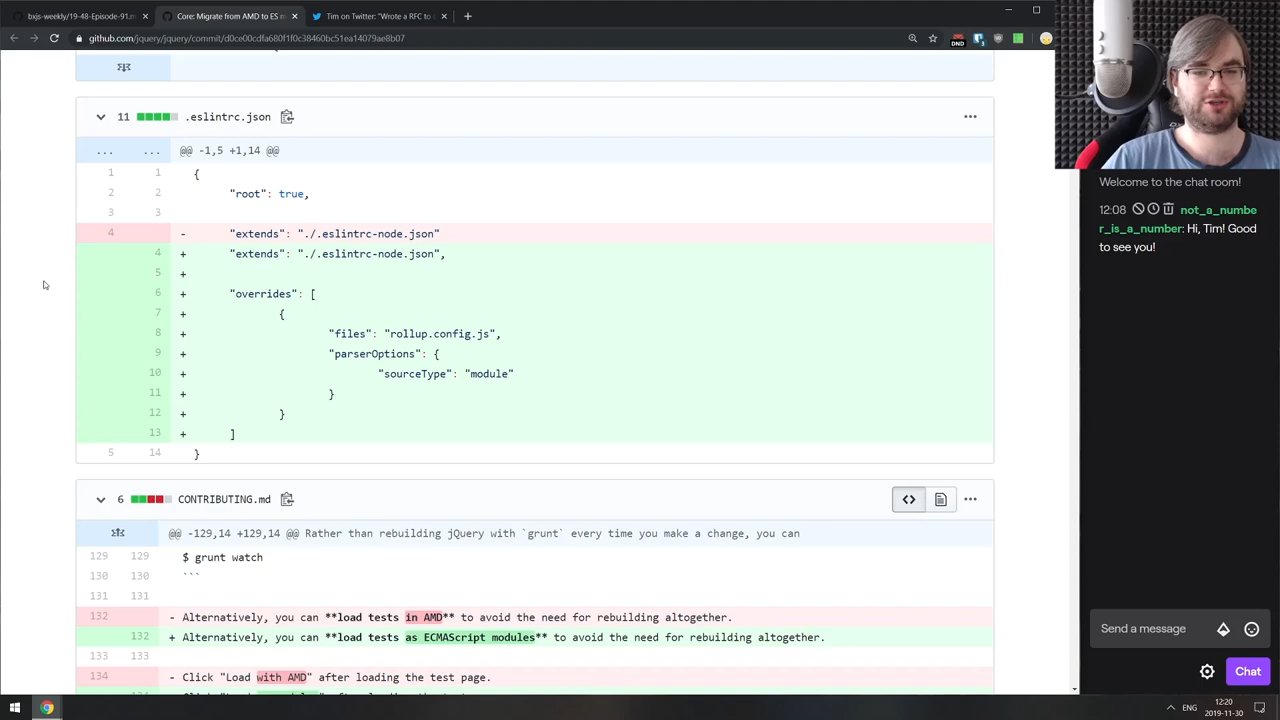 bxjs-weekly/19-48-Episode-91.m
Core: Migrate from AMD to ES m
Tim on Twitter: "Wrote a RFC to
github.com/jquery/jquery/commit/d0ce00cdfa680f1f0c38460bc51ea14079ae8b07
DND
11 .eslintrc.json
... ... @@ -1,5 +1,14 @@
1 1 {
2 2 "root": true,
3 3
4 - "extends": "./.eslintrc-node.json"
4 + "extends": "./.eslintrc-node.json",
5 +
6 + "overrides": [
7 + {
8 + "files": "rollup.config.js",
9 + "parserOptions": {
10 + "sourceType": "module"
11 + }
12 + }
13 + ]
5 14 }
6 CONTRIBUTING.md
@@ -129,14 +129,14 @@ Rather than rebuilding jQuery with `grunt` every time you make a change, you can
129 129 $ grunt watch
130 130 ```
131 131
132 - Alternatively, you can **load tests in AMD** to avoid the need for rebuilding altogether.
132 + Alternatively, you can **load tests as ECMAScript modules** to avoid the need for rebuilding altogether.
133 133
134 - Click "Load with AMD" after loading the test page.
Welcome to the chat room!
12:08 not_a_numbe
r_is_a_number: Hi, Tim! Good
to see you!
Send a message
Chat
ENG
12:20
2019-11-30